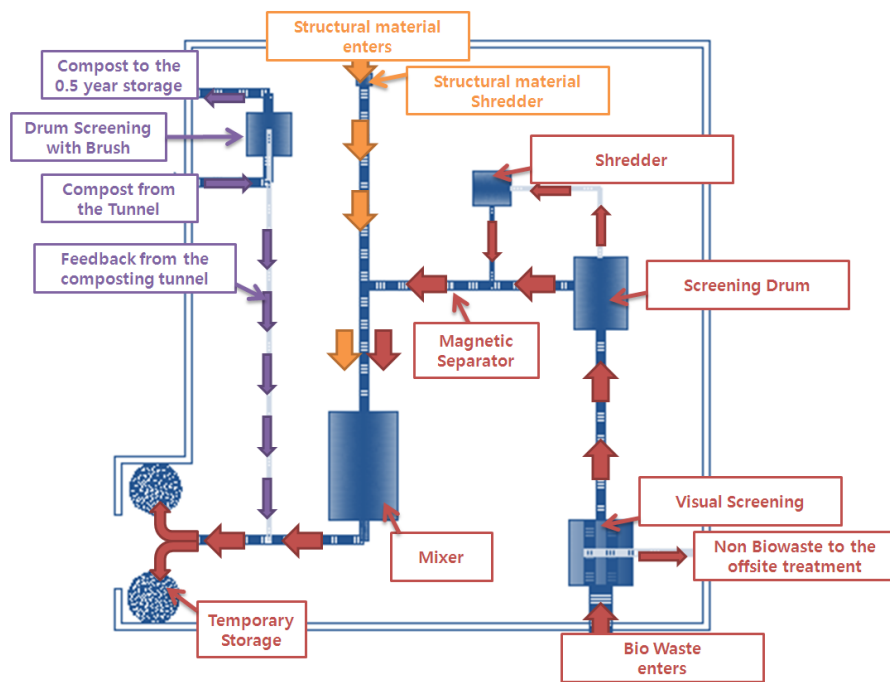 Structural material
enters
Compost to the
0.5 year storage
Structural material
Shredder
Drum Screening
with Brush
Shredder
Compost from
the Tunnel
Feedback from the
composting tunnel
Screening Drum
Magnetic
Separator
Visual Screening
Non Biowaste to the
offsite treatment
Mixer
Temporary
Storage
Bio Waste
enters